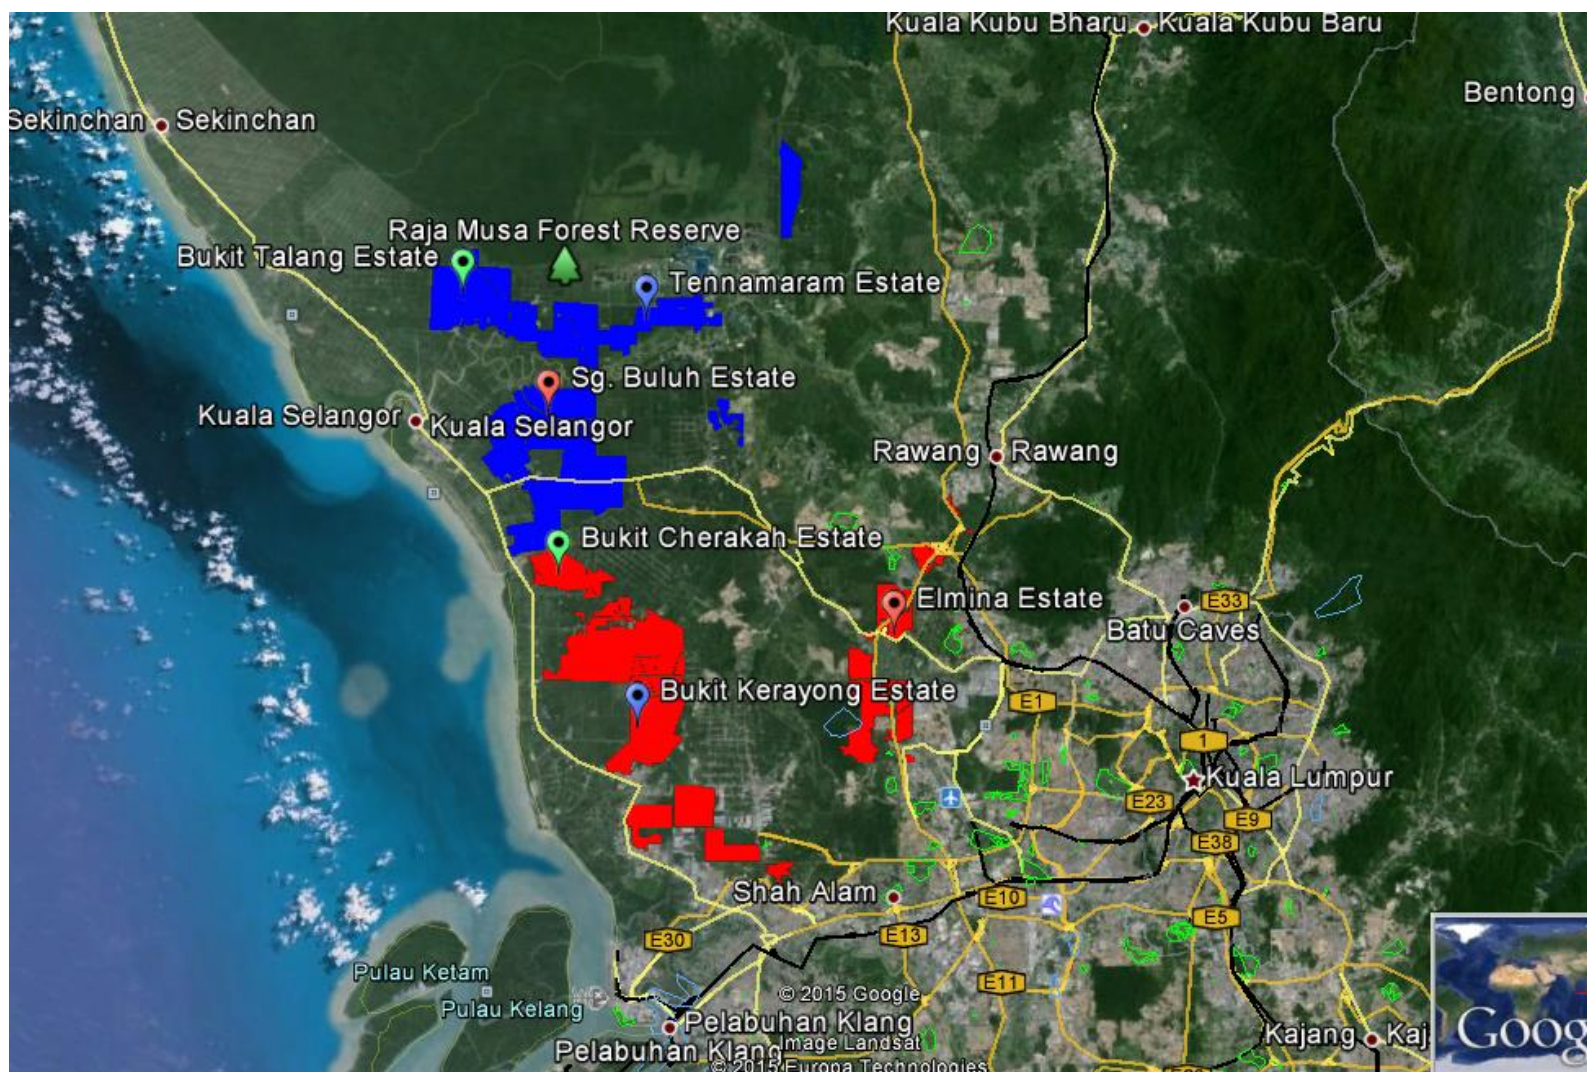 Kuala Kubu Bharu Kuala Kubu Baru
Bentong
Sekinchan Sekinchan
Raja Musa Forest Reserve
Bukit Talang Estate
Tennamaram Estate
Sg. Buluh Estate
Kuala Selangor
Kuala Selangor
Rawang Rawang
Bukit Cherakah Estate
Elmina Estate
E33
Batu Caves
Bukit Kerayong Estate
E1
1
Kuala Lumpur
E23
E9
E38
Shah Alam
E10
E5
E30
E13
Pulau Ketam
E11
© 2015 Google
Pulau Kelang
Pelabuhan Klang
Kajang Kaj
Goog
Image Landsat
Pelabuhan Klang
© 2015 Europa Technologies